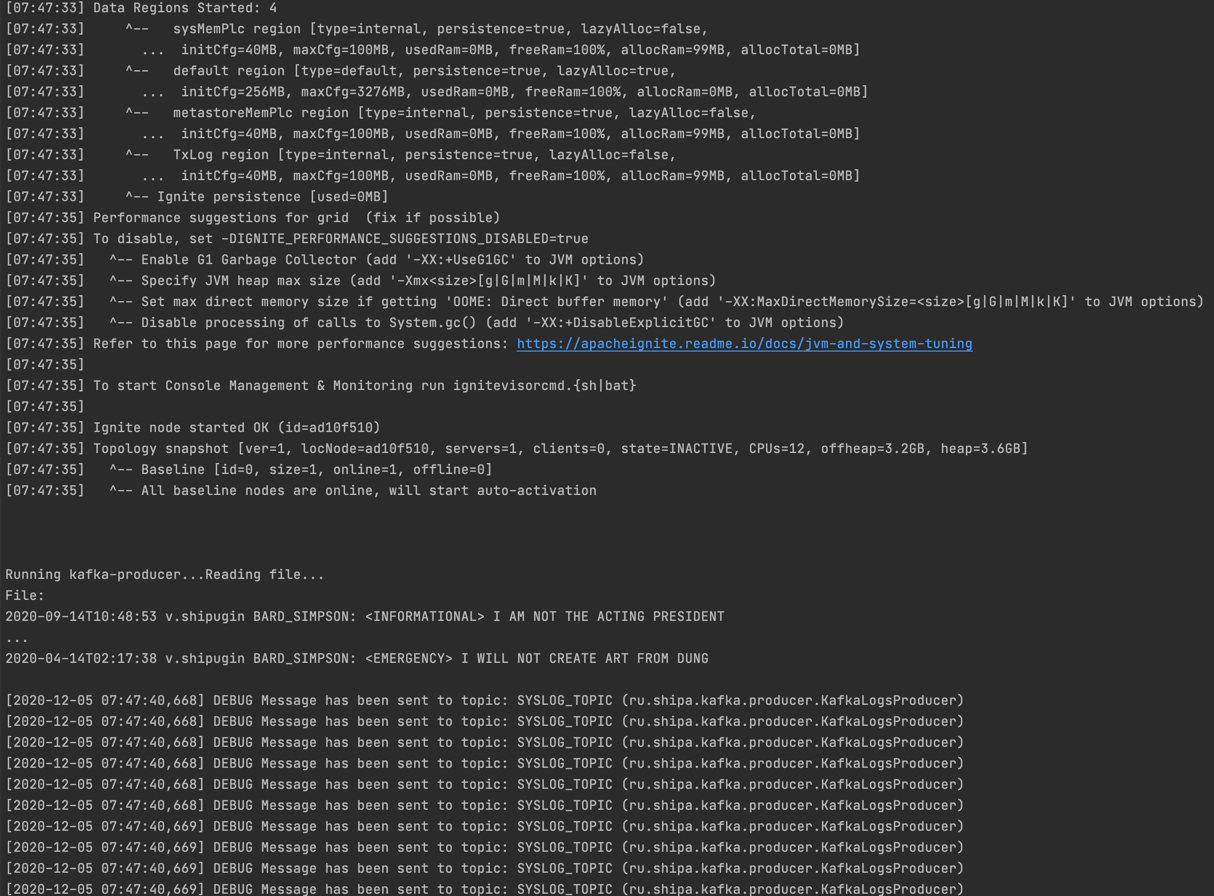 [07:47:33] Data Regions Started: 4
[07:47:33]     ^--   sysMemPlc region [type=internal, persistence=true, lazyAlloc=false,
[07:47:33]       ...  initCfg=40MB, maxCfg=100MB, usedRam=0MB, freeRam=100%, allocRam=99MB, allocTotal=0MB]
[07:47:33]     ^--   default region [type=default, persistence=true, lazyAlloc=true,
[07:47:33]       ...  initCfg=256MB, maxCfg=3276MB, usedRam=0MB, freeRam=100%, allocRam=0MB, allocTotal=0MB]
[07:47:33]     ^--   metastoreMemPlc region [type=internal, persistence=true, lazyAlloc=false,
[07:47:33]       ...  initCfg=40MB, maxCfg=100MB, usedRam=0MB, freeRam=100%, allocRam=99MB, allocTotal=0MB]
[07:47:33]     ^--   TxLog region [type=internal, persistence=true, lazyAlloc=false,
[07:47:33]       ...  initCfg=40MB, maxCfg=100MB, usedRam=0MB, freeRam=100%, allocRam=99MB, allocTotal=0MB]
[07:47:33]     ^-- Ignite persistence [used=0MB]
[07:47:35] Performance suggestions for grid  (fix if possible)
[07:47:35] To disable, set -DIGNITE_PERFORMANCE_SUGGESTIONS_DISABLED=true
[07:47:35]   ^-- Enable G1 Garbage Collector (add '-XX:+UseG1GC' to JVM options)
[07:47:35]   ^-- Specify JVM heap max size (add '-Xmx<size>[g|G|m|M|k|K]' to JVM options)
[07:47:35]   ^-- Set max direct memory size if getting 'OOME: Direct buffer memory' (add '-XX:MaxDirectMemorySize=<size>[g|G|m|M|k|K]' to JVM options)
[07:47:35]   ^-- Disable processing of calls to System.gc() (add '-XX:+DisableExplicitGC' to JVM options)
[07:47:35] Refer to this page for more performance suggestions: https://apacheignite.readme.io/docs/jvm-and-system-tuning
[07:47:35]
[07:47:35] To start Console Management & Monitoring run ignitevisorcmd.{sh|bat}
[07:47:35]
[07:47:35] Ignite node started OK (id=ad10f510)
[07:47:35] Topology snapshot [ver=1, locNode=ad10f510, servers=1, clients=0, state=INACTIVE, CPUs=12, offheap=3.2GB, heap=3.6GB]
[07:47:35]   ^-- Baseline [id=0, size=1, online=1, offline=0]
[07:47:35]   ^-- All baseline nodes are online, will start auto-activation
Running kafka-producer...Reading file...
File:
2020-09-14T10:48:53 v.shipugin BARD_SIMPSON: <INFORMATIONAL> I AM NOT THE ACTING PRESIDENT
...
2020-04-14T02:17:38 v.shipugin BARD_SIMPSON: <EMERGENCY> I WILL NOT CREATE ART FROM DUNG
[2020-12-05 07:47:40,668] DEBUG Message has been sent to topic: SYSLOG_TOPIC (ru.shipa.kafka.producer.KafkaLogsProducer)
[2020-12-05 07:47:40,668] DEBUG Message has been sent to topic: SYSLOG_TOPIC (ru.shipa.kafka.producer.KafkaLogsProducer)
[2020-12-05 07:47:40,668] DEBUG Message has been sent to topic: SYSLOG_TOPIC (ru.shipa.kafka.producer.KafkaLogsProducer)
[2020-12-05 07:47:40,668] DEBUG Message has been sent to topic: SYSLOG_TOPIC (ru.shipa.kafka.producer.KafkaLogsProducer)
[2020-12-05 07:47:40,668] DEBUG Message has been sent to topic: SYSLOG_TOPIC (ru.shipa.kafka.producer.KafkaLogsProducer)
[2020-12-05 07:47:40,668] DEBUG Message has been sent to topic: SYSLOG_TOPIC (ru.shipa.kafka.producer.KafkaLogsProducer)
[2020-12-05 07:47:40,669] DEBUG Message has been sent to topic: SYSLOG_TOPIC (ru.shipa.kafka.producer.KafkaLogsProducer)
[2020-12-05 07:47:40,669] DEBUG Message has been sent to topic: SYSLOG_TOPIC (ru.shipa.kafka.producer.KafkaLogsProducer)
[2020-12-05 07:47:40,669] DEBUG Message has been sent to topic: SYSLOG_TOPIC (ru.shipa.kafka.producer.KafkaLogsProducer)
[2020-12-05 07:47:40,669] DEBUG Message has been sent to topic: SYSLOG_TOPIC (ru.shipa.kafka.producer.KafkaLogsProducer)